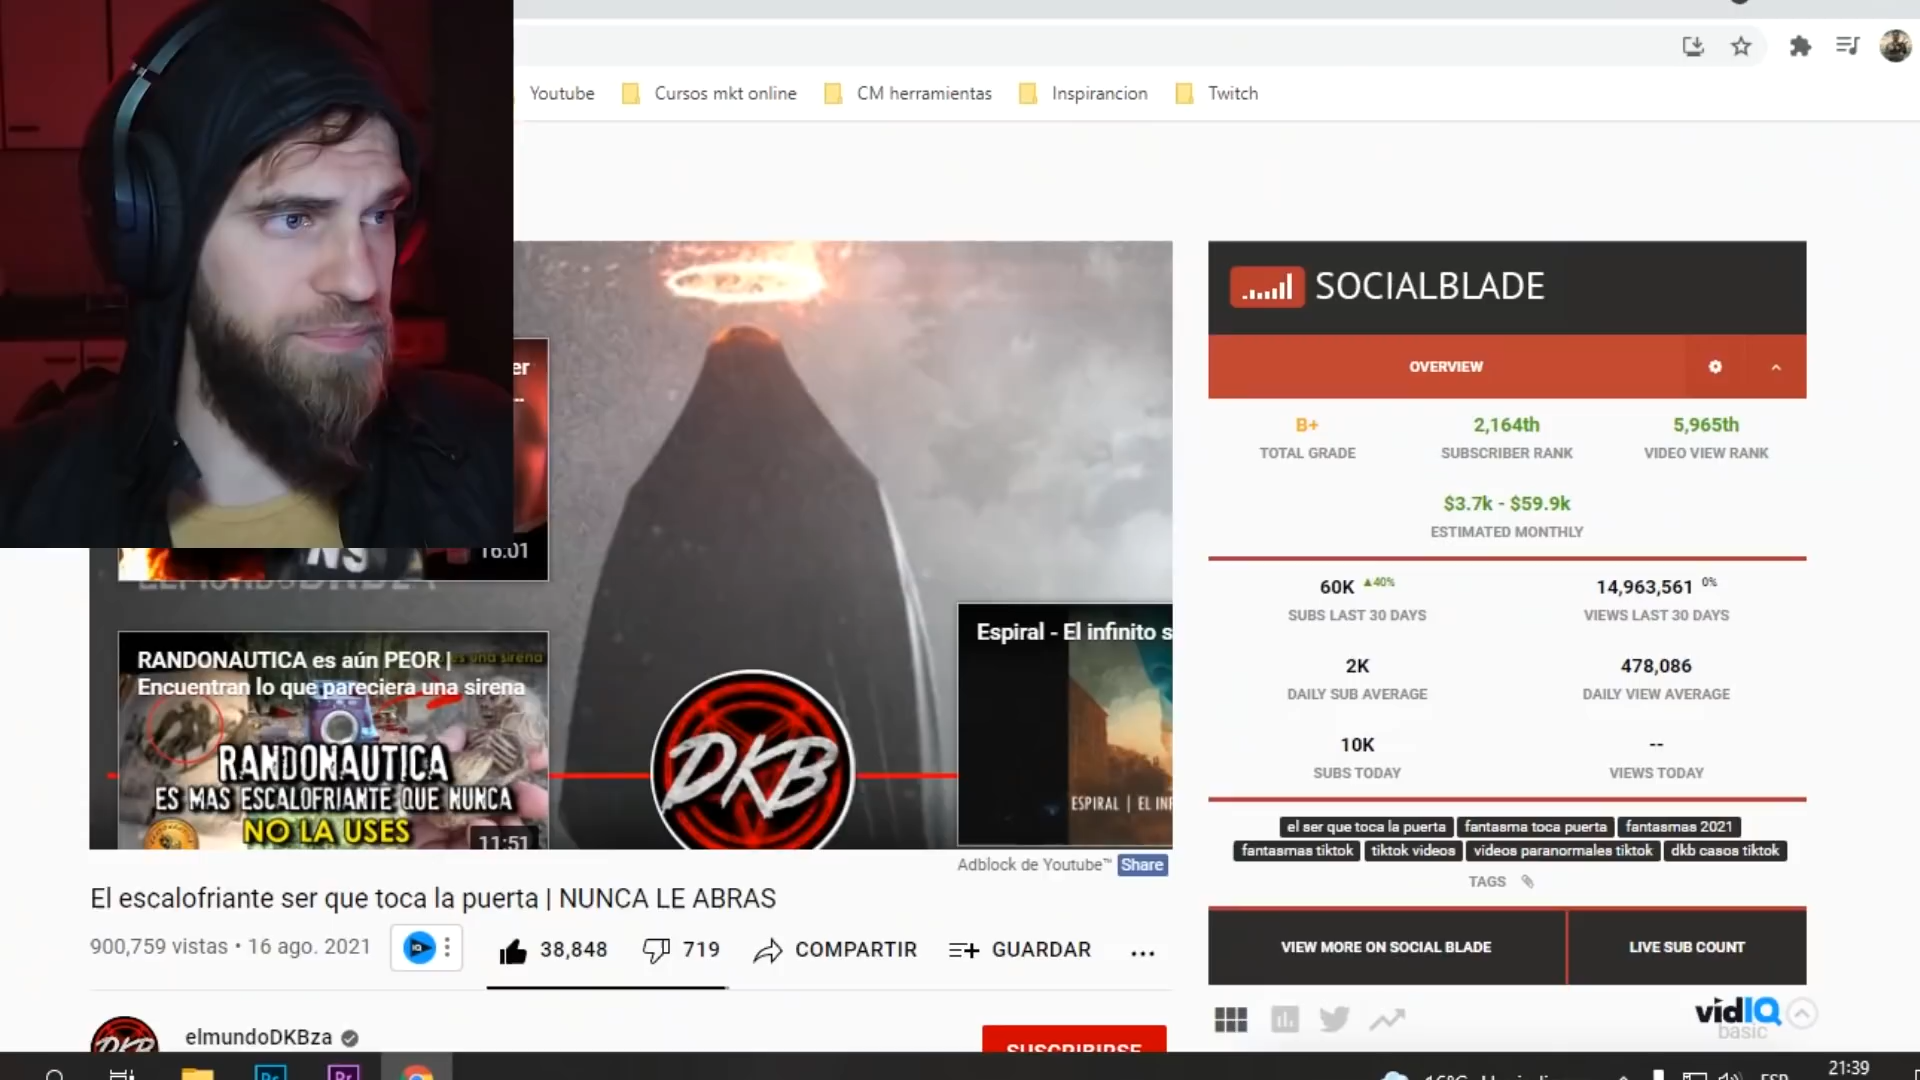 Youtube
Cursos mkt online
CM herramientas
Inspirancion
Twitch
er
...
NS
16:01
RANDONAUTICA es aún PEOR |
Encuentran lo que pareciera una sirena
RANDONAUTICA
ES MAS ESCALOFRIANTE QUE NUNCA
NO LA USES
11:51
DKB
Espiral - El infinito s
ESPIRAL | EL INF
Adblock de Youtube™ Share
El escalofriante ser que toca la puerta | NUNCA LE ABRAS
900,759 vistas • 16 ago. 2021
38,848
719
COMPARTIR
GUARDAR
...
elmundoDKBza
DKB
SUSCRIBIRSE
SOCIALBLADE
OVERVIEW
B+
TOTAL GRADE
2,164th
SUBSCRIBER RANK
5,965th
VIDEO VIEW RANK
$3.7k - $59.9k
ESTIMATED MONTHLY
60K ▲40%
SUBS LAST 30 DAYS
14,963,561 0%
VIEWS LAST 30 DAYS
2K
DAILY SUB AVERAGE
478,086
DAILY VIEW AVERAGE
10K
SUBS TODAY
--
VIEWS TODAY
el ser que toca la puerta fantasma toca puerta fantasmas 2021
fantasmas tiktok tiktok videos videos paranormales tiktok dkb casos tiktok
TAGS
VIEW MORE ON SOCIAL BLADE
LIVE SUB COUNT
vidIQ
basic
21:39